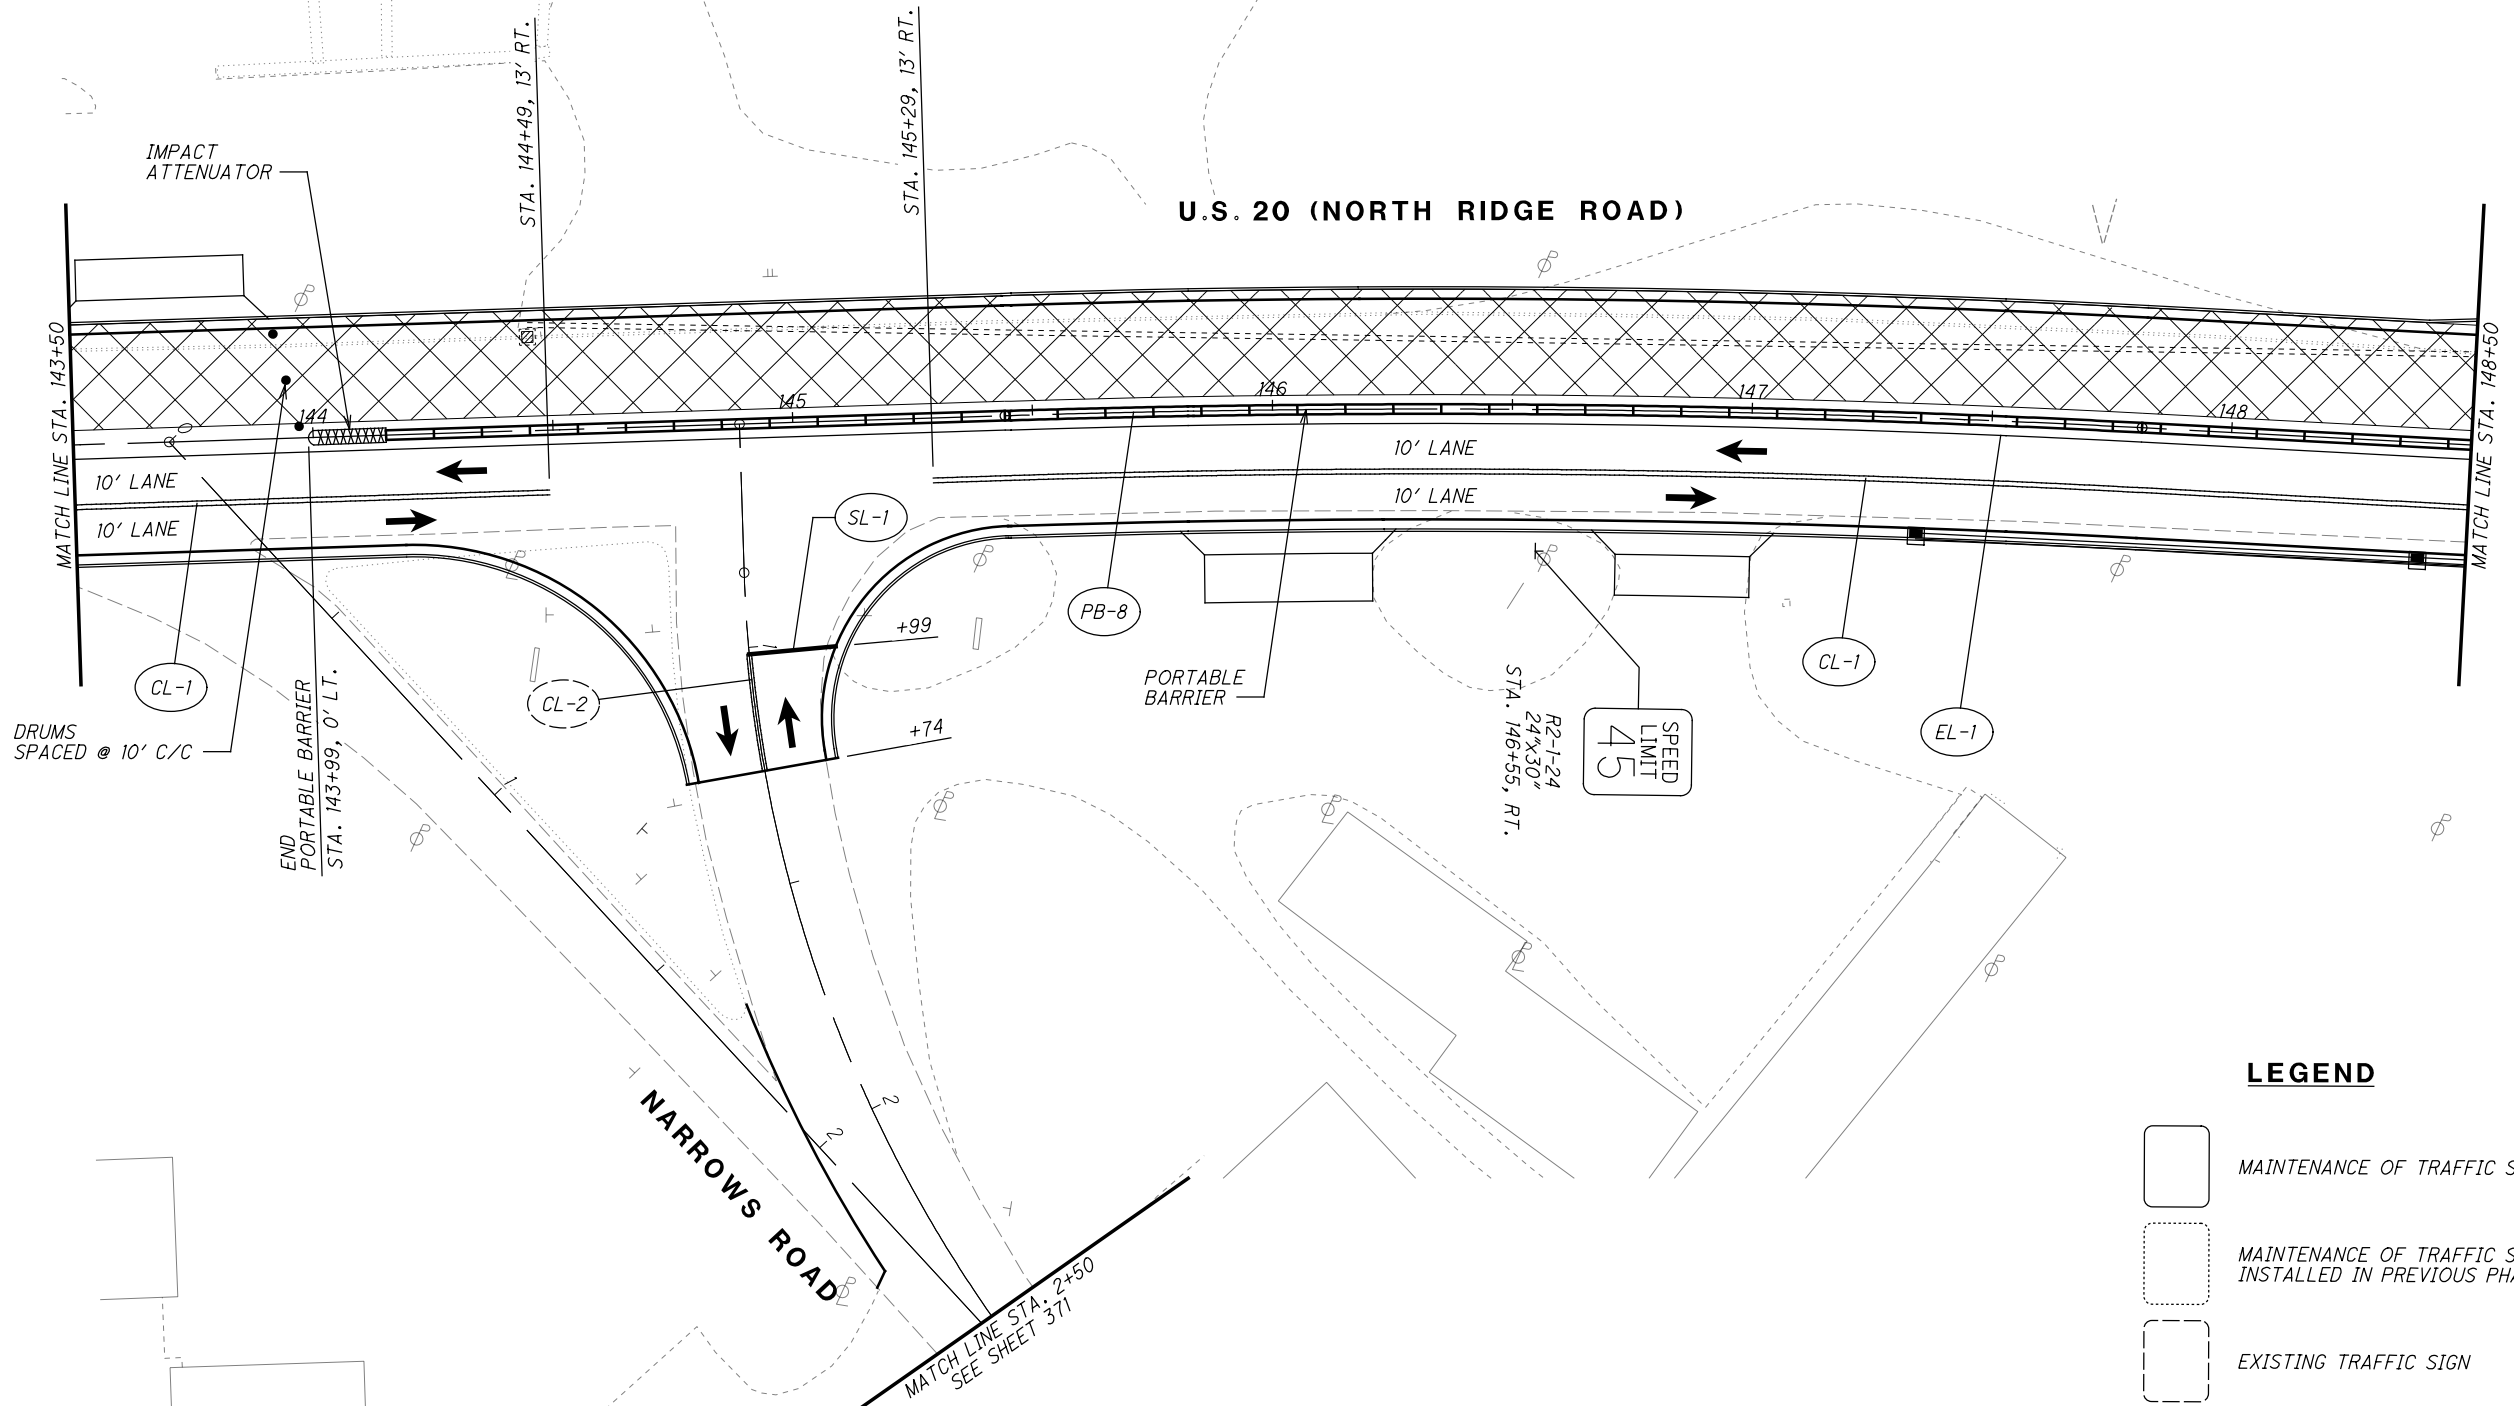 STA. 144+49, 13' RT.
STA. 145+29, 13' RT.
IMPACT
ATTENUATOR
U.S. 20 (NORTH RIDGE ROAD)
MATCH LINE STA. 143+50
MATCH LINE STA. 148+50
144
145
146
147
148
10' LANE
10' LANE
10' LANE
10' LANE
SL-1
PB-8
CL-1
CL-1
CL-2
EL-1
+99
+74
PORTABLE
BARRIER
DRUMS
SPACED @ 10' C/C
END
PORTABLE BARRIER
STA. 143+99, 0' LT.
SPEED
LIMIT
45
R2-1-24
24"x30"
STA. 146+55, RT.
0
1
1
2
2
NARROWS ROAD
MATCH LINE STA. 2+50
SEE SHEET 371
LEGEND
MAINTENANCE OF TRAFFIC S
MAINTENANCE OF TRAFFIC S
INSTALLED IN PREVIOUS PHA
EXISTING TRAFFIC SIGN